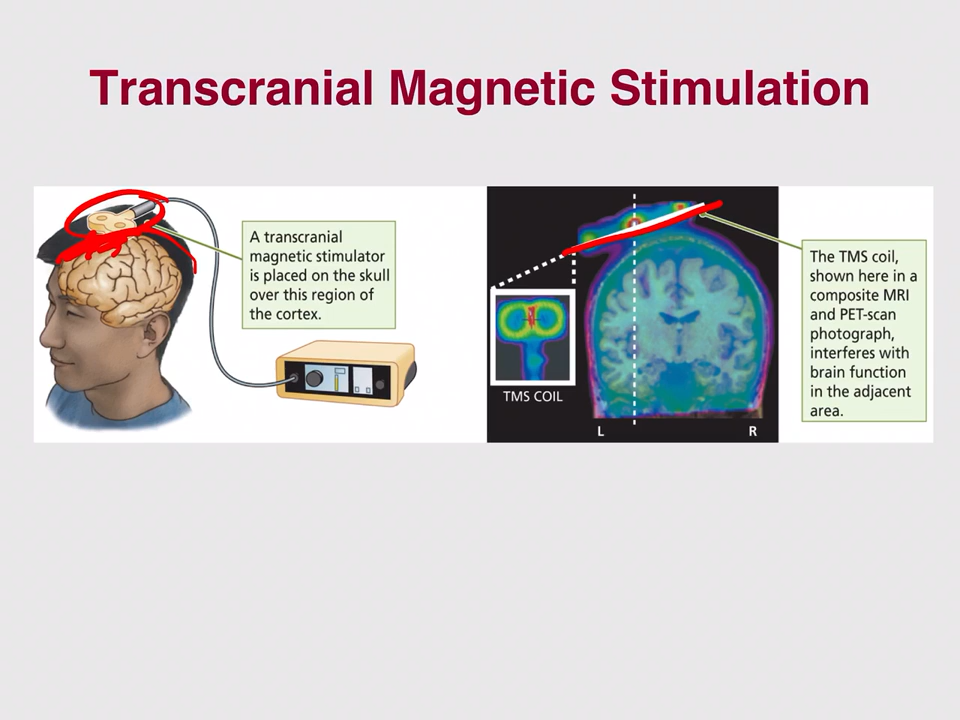 Transcranial Magnetic Stimulation
A transcranial
magnetic stimulator
is placed on the skull
over this region of
the cortex.
TMS COIL
L
R
The TMS coil,
shown here in a
composite MRI
and PET-scan
photograph,
interferes with
brain function
in the adjacent
area.